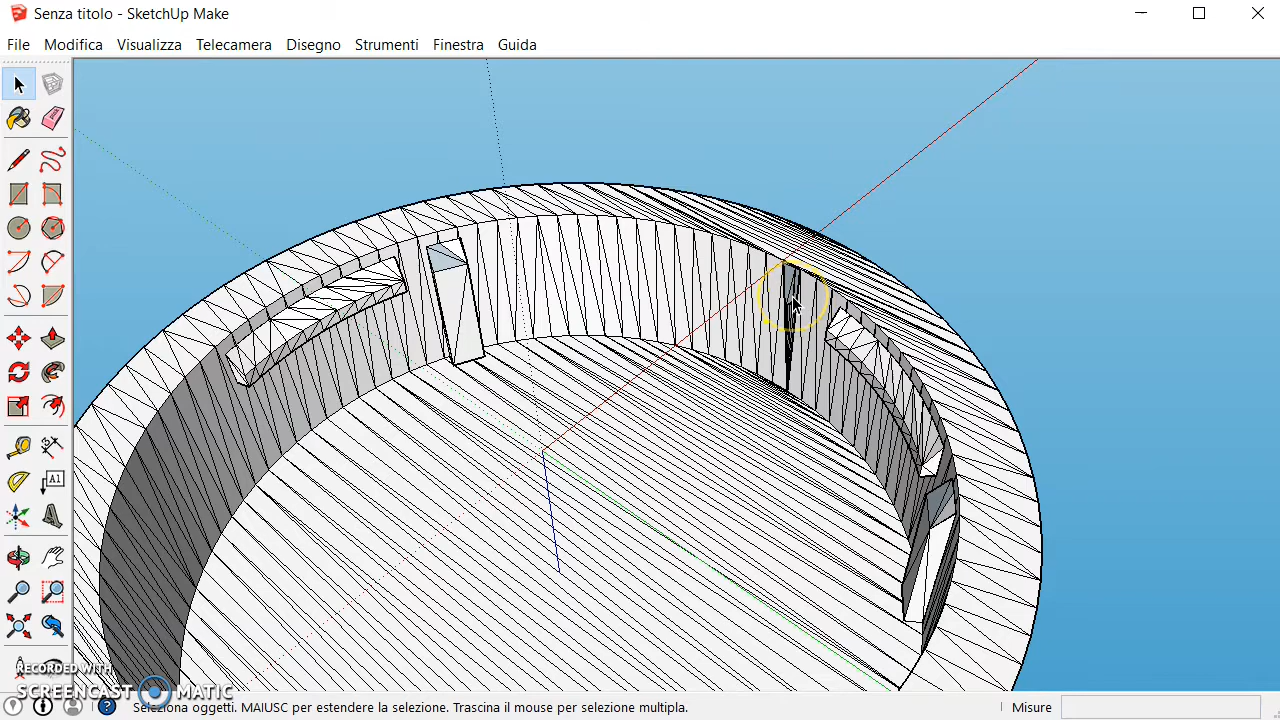 Senza titolo - SketchUp Make
File Modifica Visualizza Telecamera Disegno Strumenti Finestra Guida
A1
RECORDED WITH
SCREENCAST MATIC
Seleziona oggetti. MAIUSC per estendere la selezione. Trascina il mouse per selezione multipla.
Misure